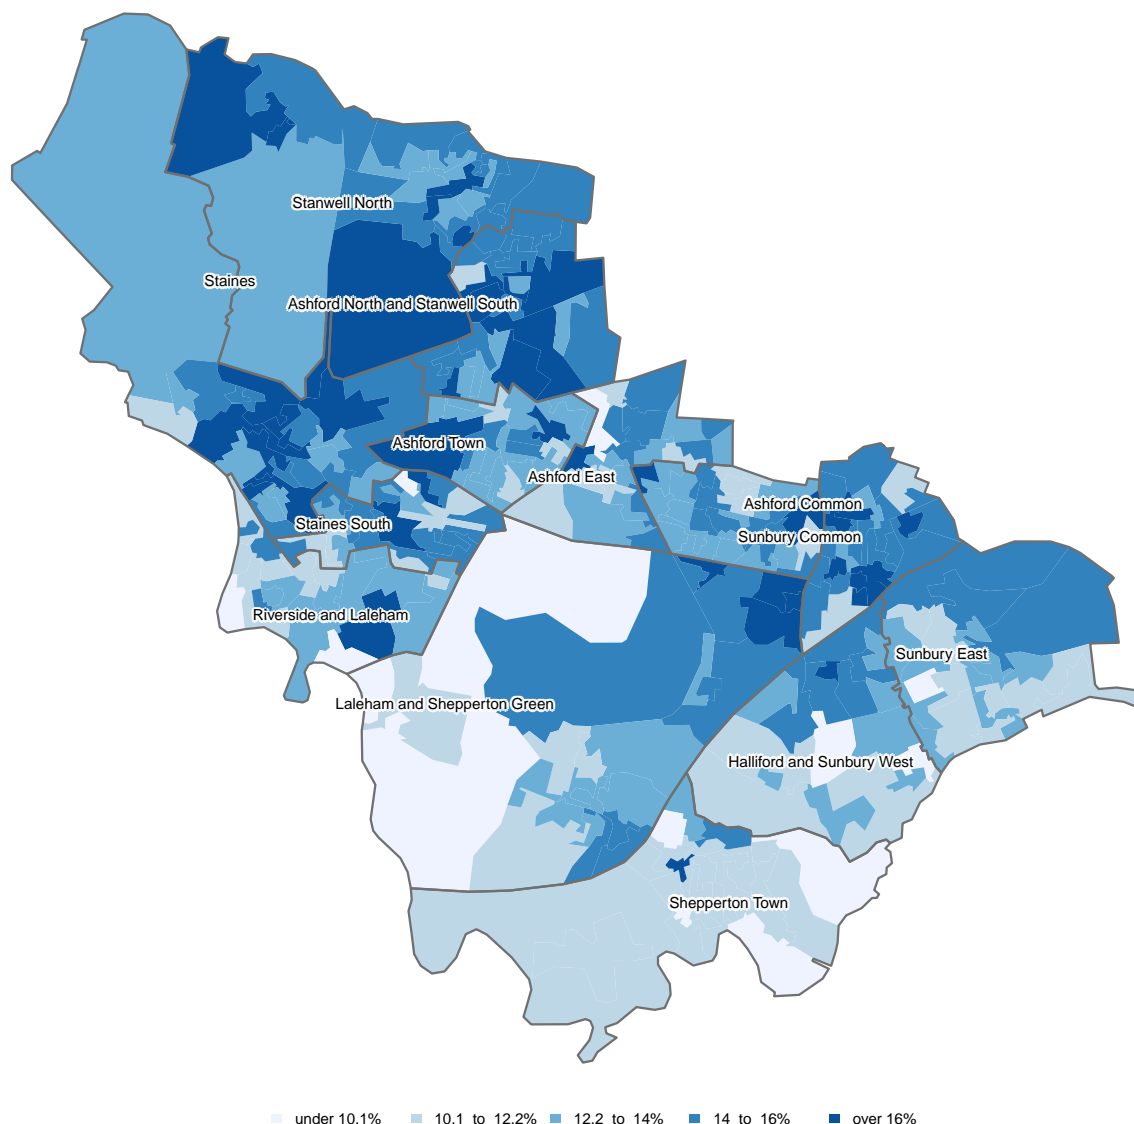 Stanwell North
Staines
Ashford North and Stanwell South
Ashford Town
Ashford East
Ashford Common
Staines South
Sunbury Common
Riverside and Laleham
Sunbury East
Laleham and Shepperton Green
Halliford and Sunbury West
Shepperton Town
under 10.1% 10.1 to 12.2% 12.2 to 14% 14 to 16% over 16%